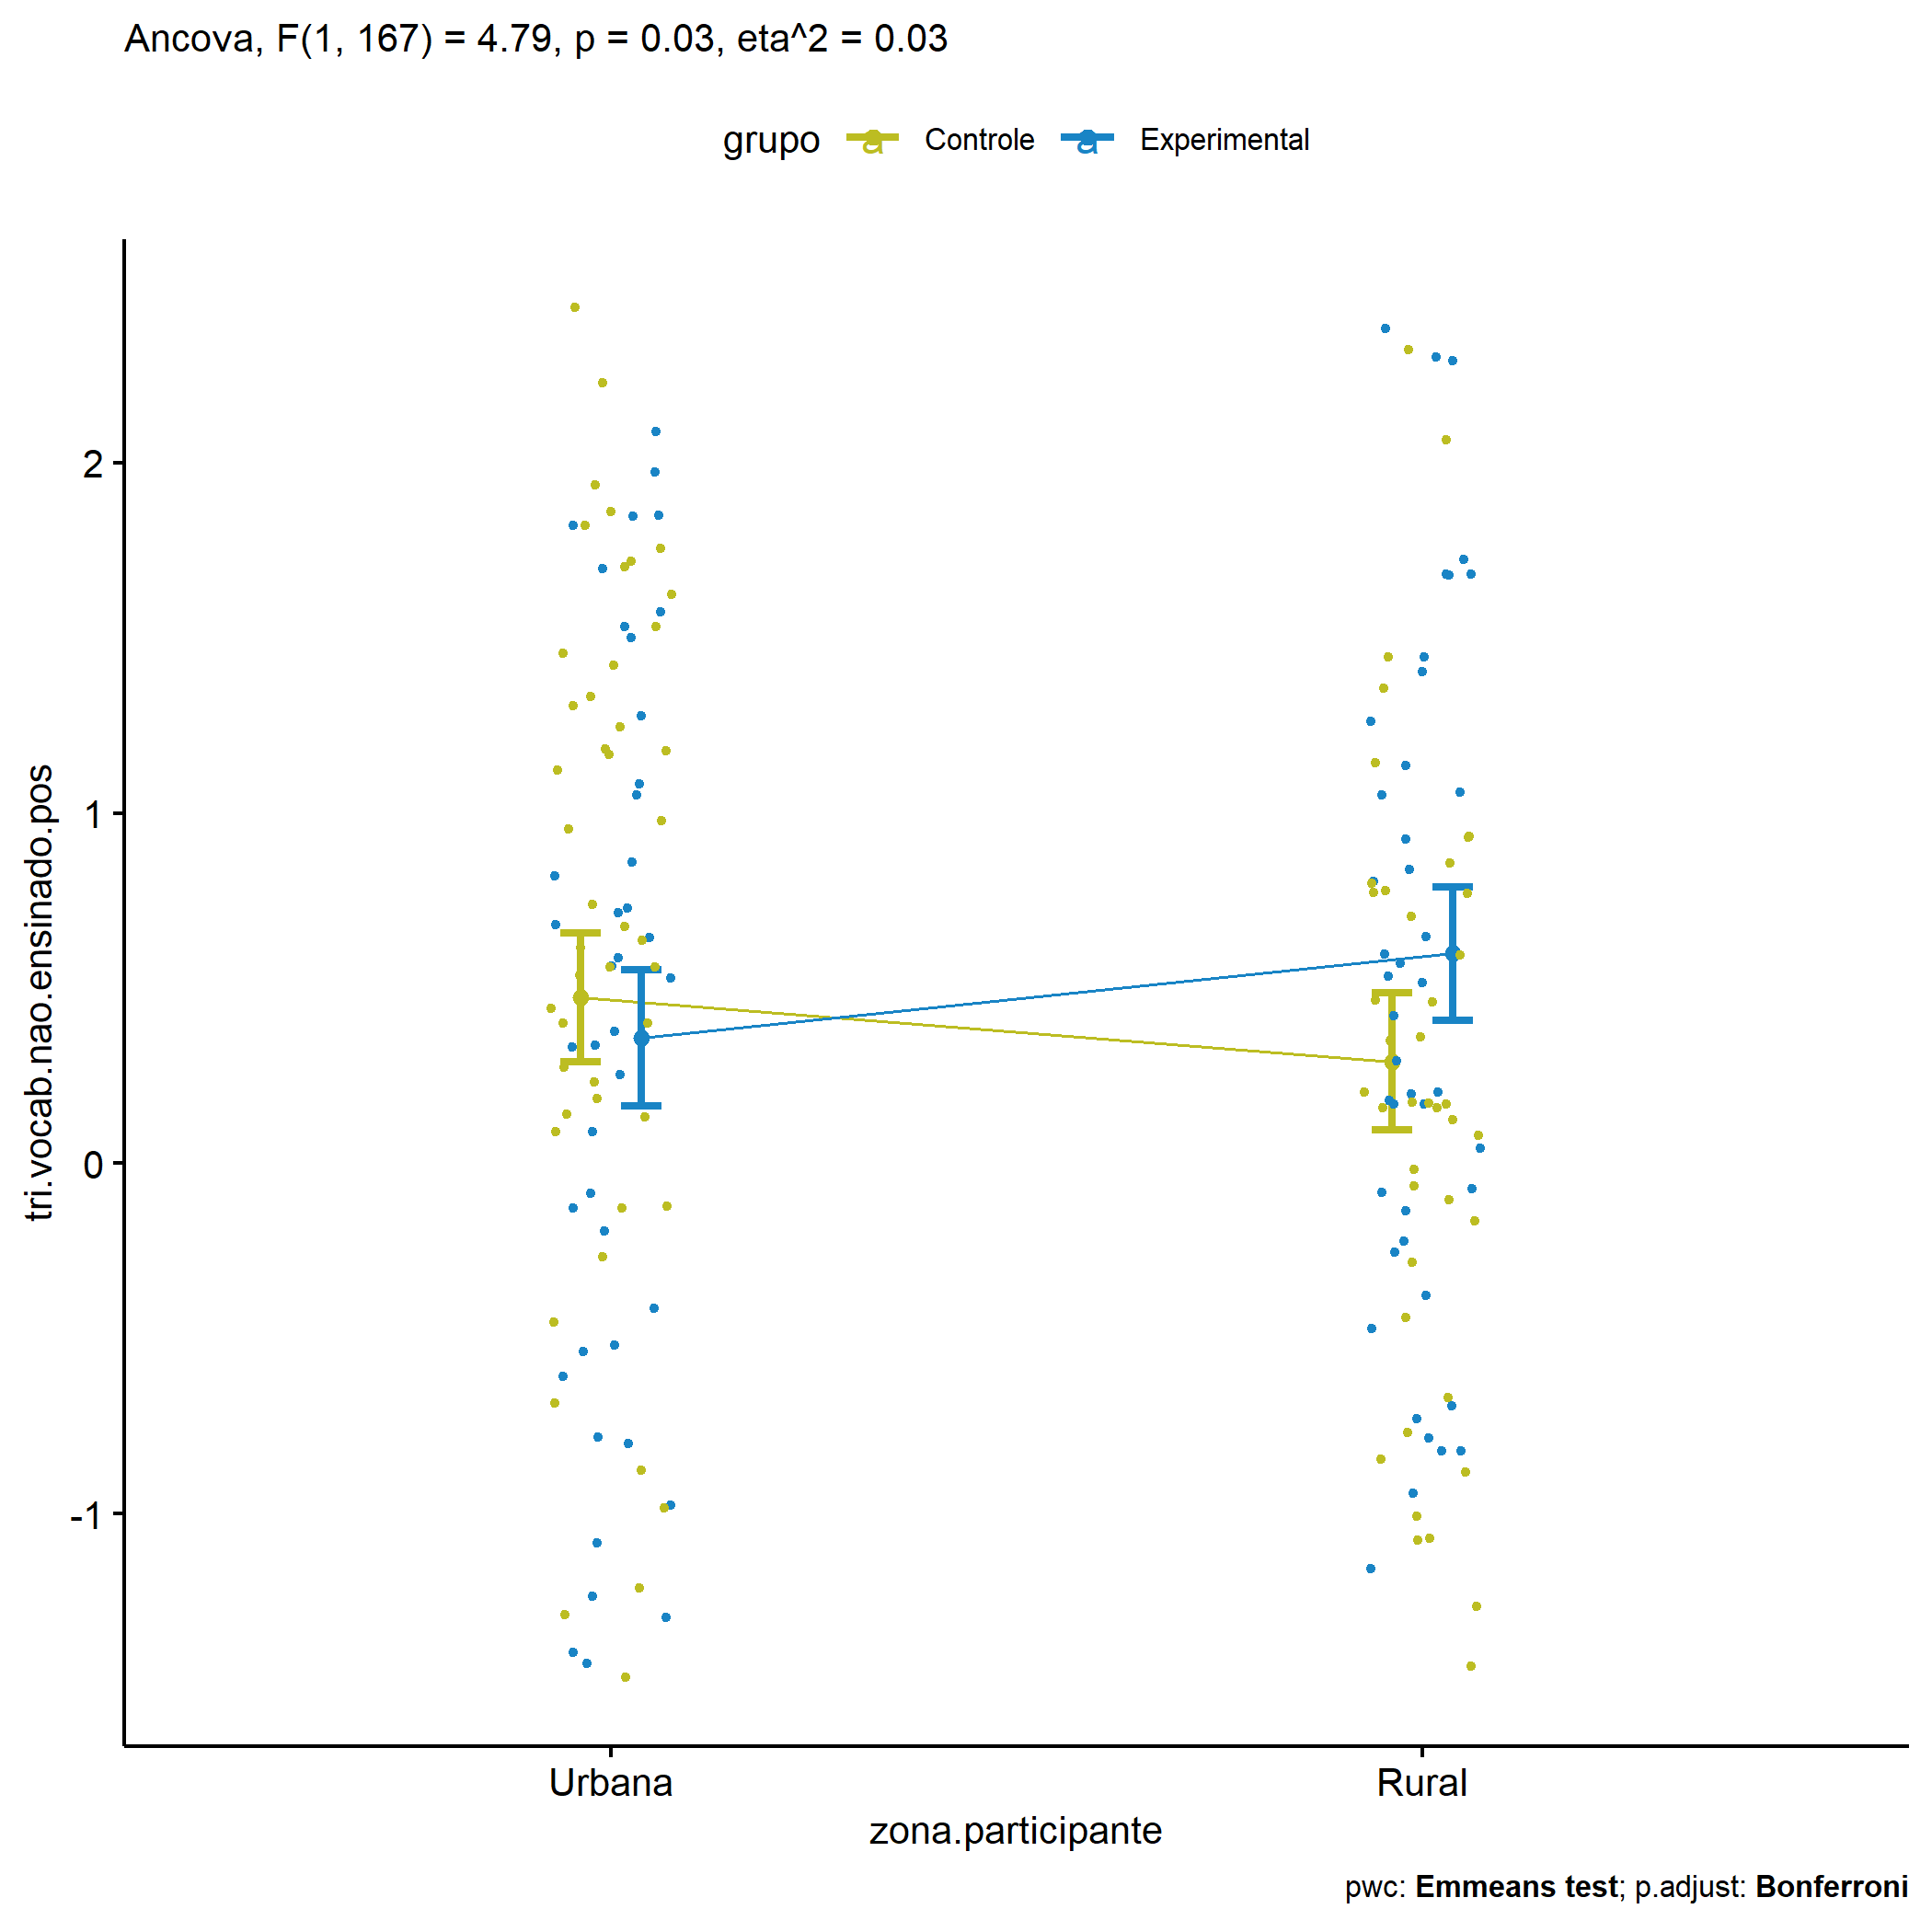 Ancova, F(1, 167) = 4.79, p = 0.03, eta^2 = 0.03
grupo a Controle a Experimental
tri.vocab.nao.ensinado.pos
2
1
0
-1
Urbana Rural
zona.participante
pwc: Emmeans test; p.adjust: Bonferroni